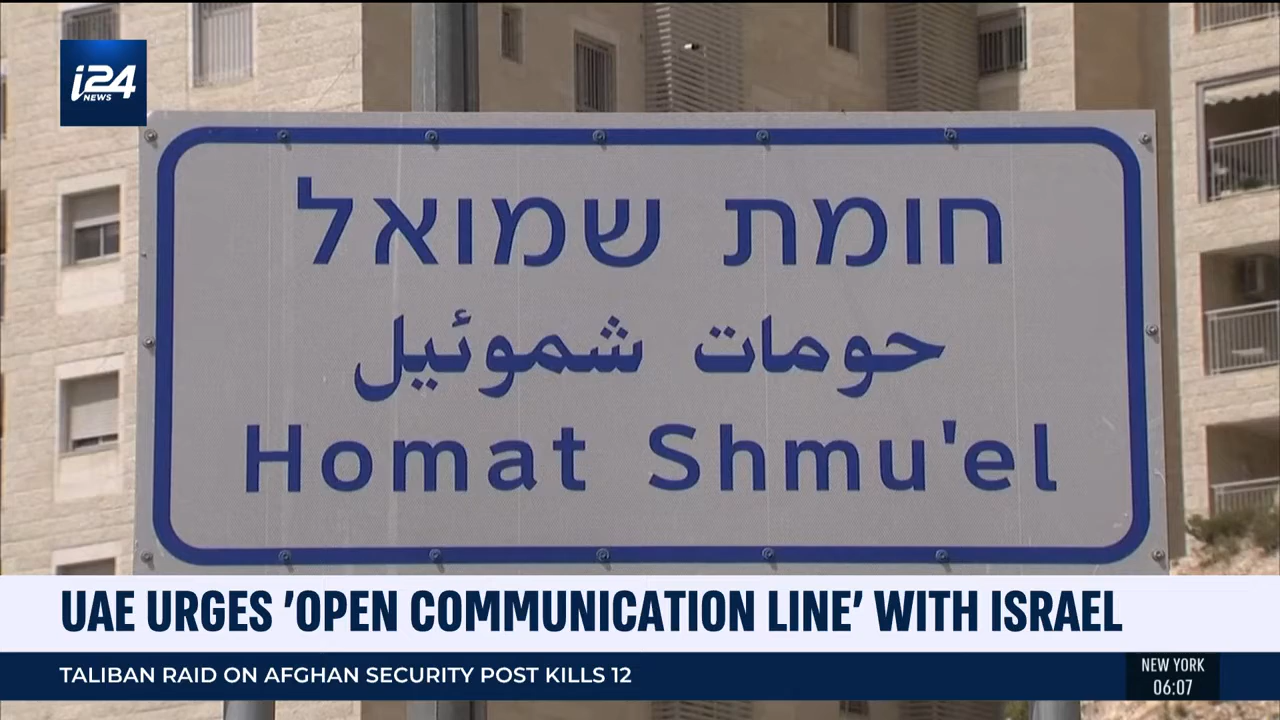 i24
NEWS
חומת שמואל
حومات شموئيل
Homat Shmu'el
UAE URGES 'OPEN COMMUNICATION LINE' WITH ISRAEL
TALIBAN RAID ON AFGHAN SECURITY POST KILLS 12
NEW YORK
06:07